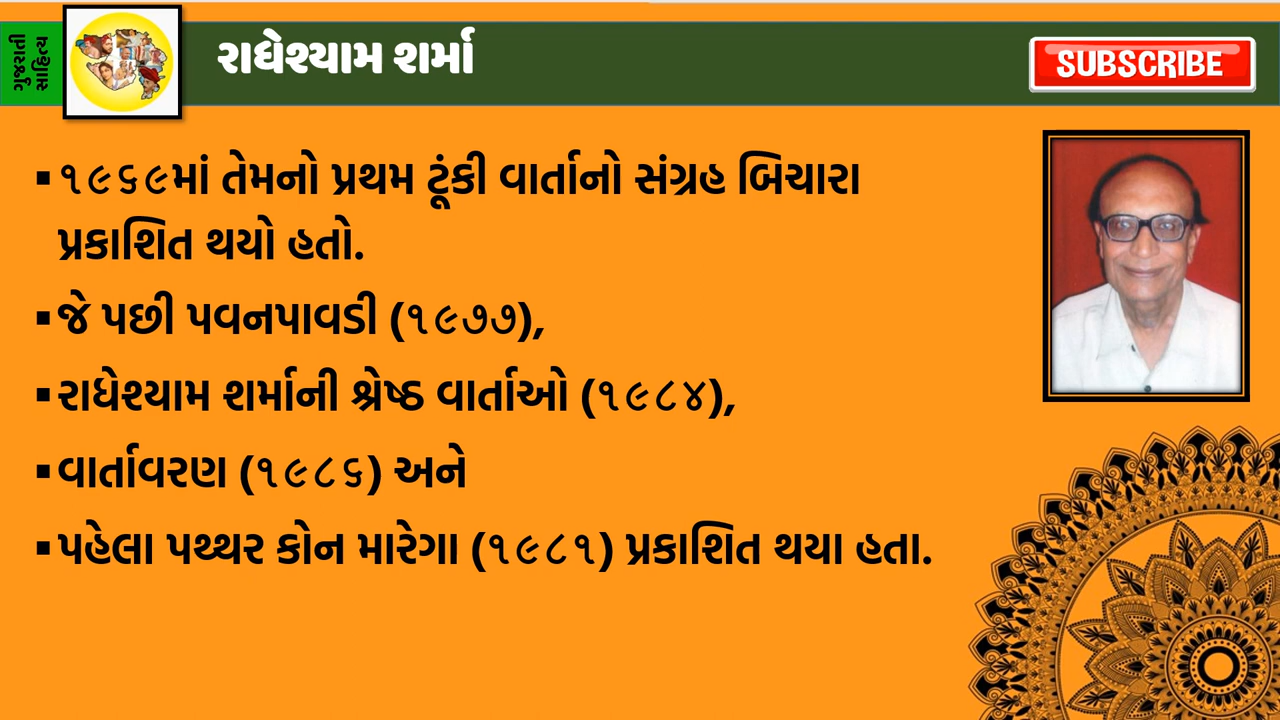 ગુજરાતી
સાહિત્ય
રાધેશ્યામ શર્મા
SUBSCRIBE
▪ ૧૯૬૯માં તેમનો પ્રથમ ટૂંકી વાર્તાનો સંગ્રહ બિચારા
પ્રકાશિત થયો હતો.
▪ જે પછી પવનપાવડી (૧૯૭૭),
▪ રાધેશ્યામ શર્માની શ્રેષ્ઠ વાર્તાઓ (૧૯૮૪),
▪ વાર્તાવરણ (૧૯૮૬) અને
▪ પહેલા પથ્થર કોન મારેગા (૧૯૮૧) પ્રકાશિત થયા હતા.